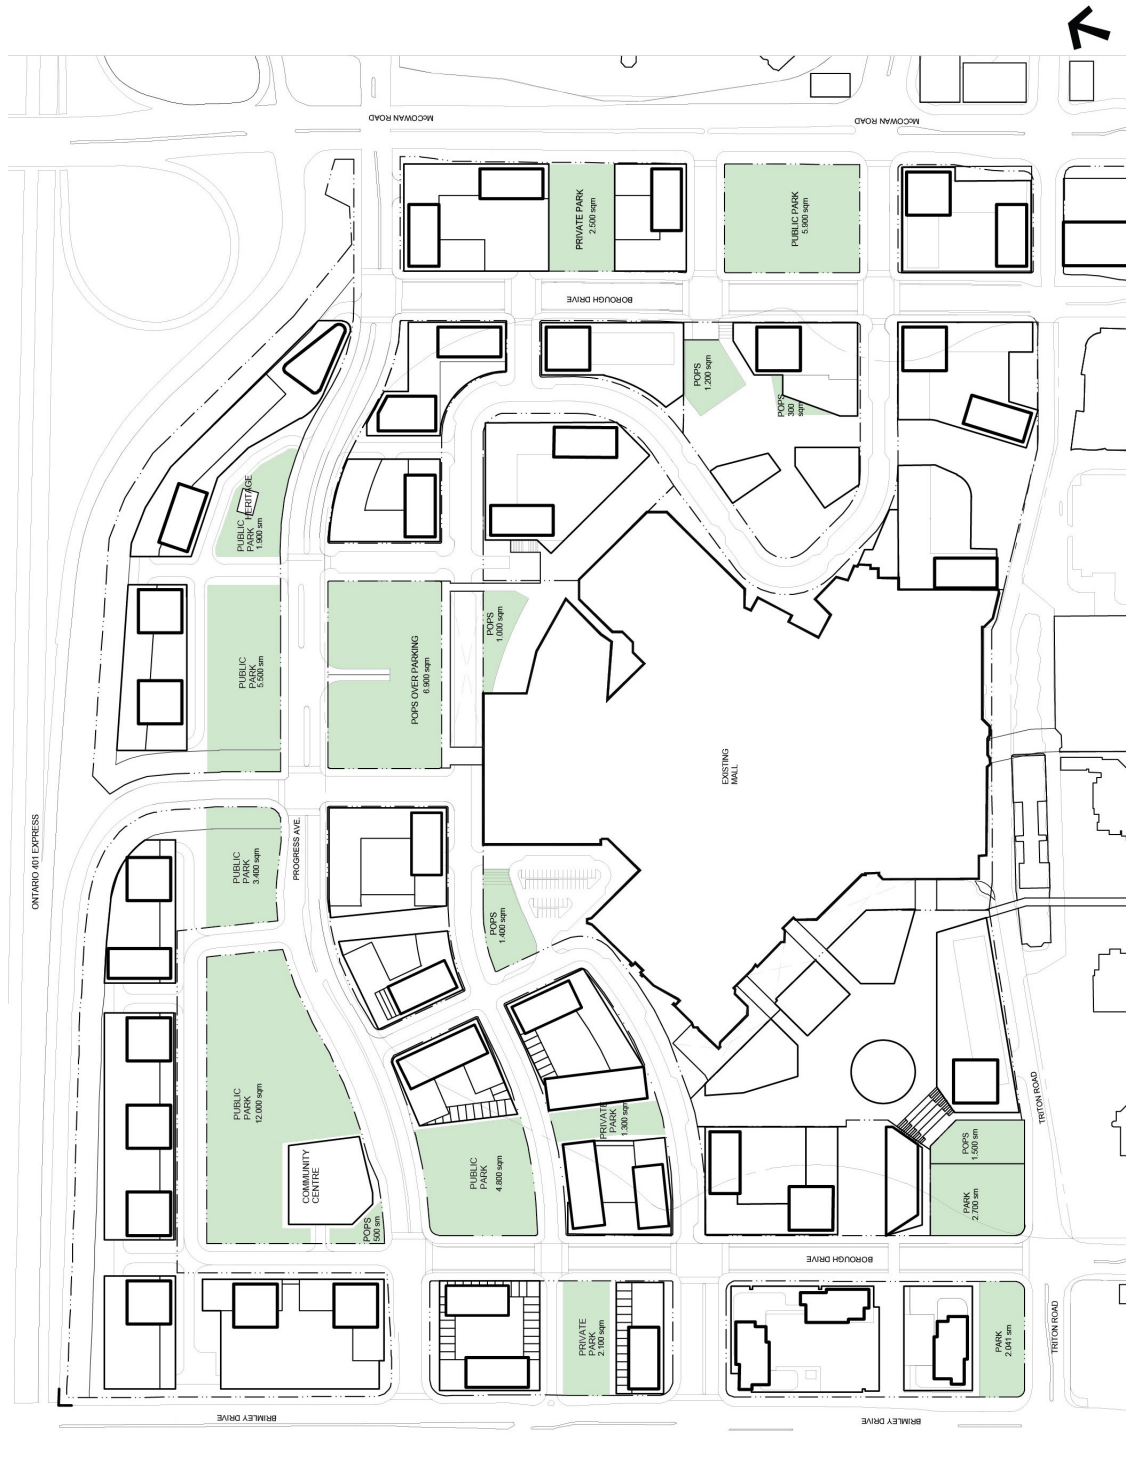 McCOWAN ROAD
McCOWAN ROAD
PRIVATE PARK
2.500 sqm
PUBLIC PARK
5.900 sqm
BOROUGH DRIVE
POPS
1.200 sqm
POPS
300
sqm
HERITAGE
PUBLIC
PARK
1.900 sm
POPS
1.000 sqm
PUBLIC
PARK
5.500 sm
POPS OVER PARKING
6.900 sqm
EXISTING
MALL
ONTARIO 401 EXPRESS
PUBLIC
PARK
3.400 sqm
PROGRESS AVE.
POPS
1.400 sqm
PUBLIC
PARK
12.000 sqm
PRIVATE
PARK
1.300 sqm
TRITON ROAD
COMMUNITY
CENTRE
PUBLIC
PARK
4.800 sqm
POPS
1.500 sm
PARK
2.700 sm
POPS
500 sm
BOROUGH DRIVE
PRIVATE
PARK
2.100 sqm
PARK
2.041 sm
TRITON ROAD
BRIMLEY DRIVE
BRIMLEY DRIVE